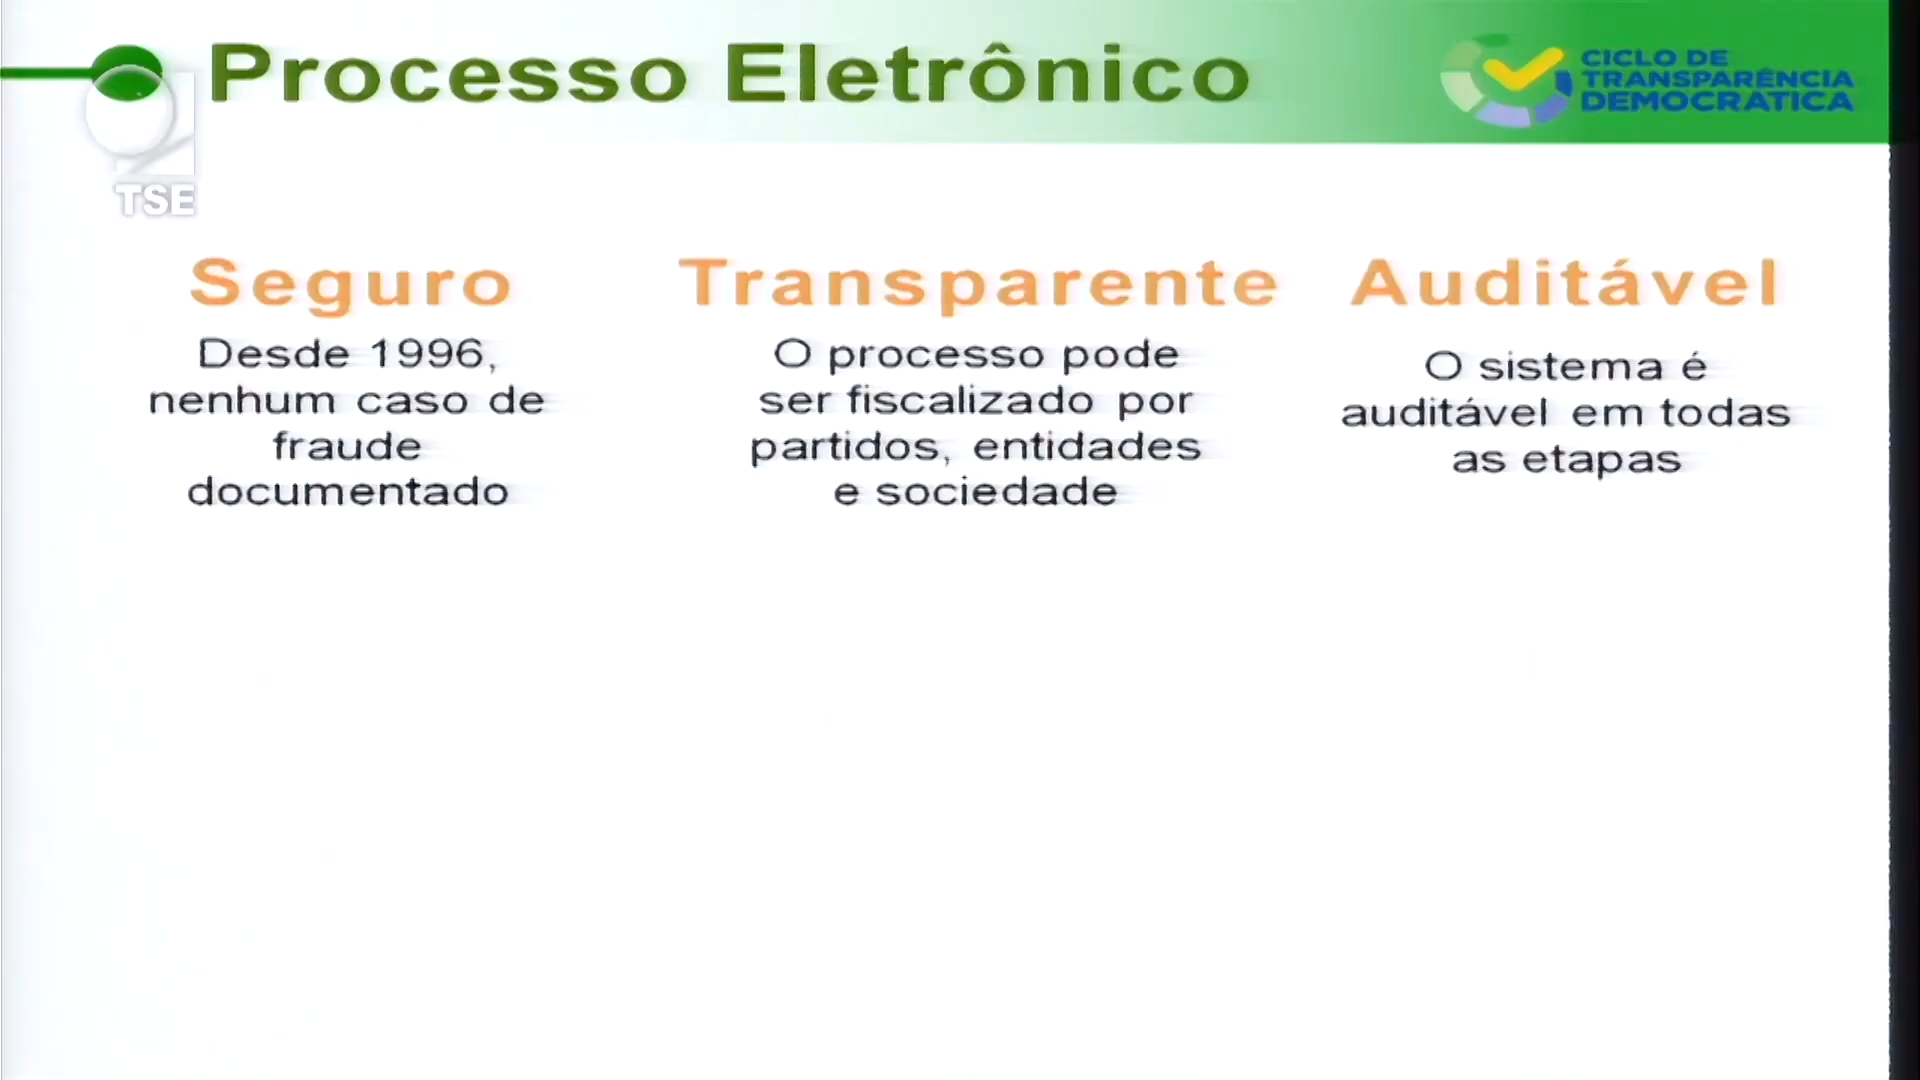 Processo Eletrônico
CICLO DE
TRANSPARÊNCIA
DEMOCRÁTICA
TSE
Seguro
Desde 1996,
nenhum caso de
fraude
documentado
Transparente
O processo pode
ser fiscalizado por
partidos, entidades
e sociedade
Auditável
O sistema é
auditável em todas
as etapas